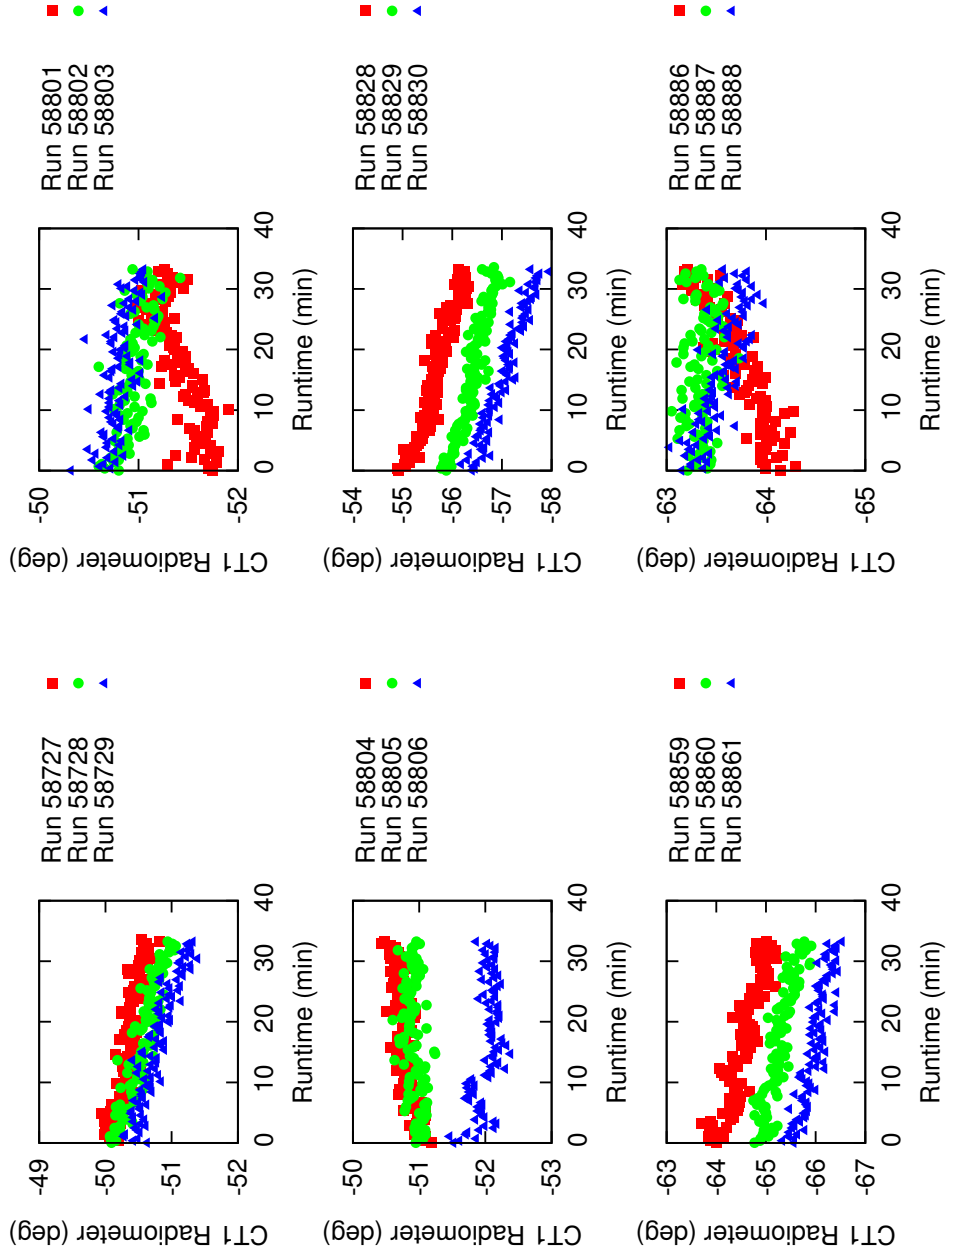 CT1 Radiometer (deg)
-49
-50
-51
-52
0
10
20
30
40
Runtime (min)
Run 58727
Run 58728
Run 58729
CT1 Radiometer (deg)
-50
-51
-52
0
10
20
30
40
Runtime (min)
Run 58801
Run 58802
Run 58803
CT1 Radiometer (deg)
-50
-51
-52
-53
0
10
20
30
40
Runtime (min)
Run 58804
Run 58805
Run 58806
CT1 Radiometer (deg)
-54
-55
-56
-57
-58
0
10
20
30
40
Runtime (min)
Run 58828
Run 58829
Run 58830
CT1 Radiometer (deg)
-63
-64
-65
-66
-67
0
10
20
30
40
Runtime (min)
Run 58859
Run 58860
Run 58861
CT1 Radiometer (deg)
-63
-64
-65
0
10
20
30
40
Runtime (min)
Run 58886
Run 58887
Run 58888